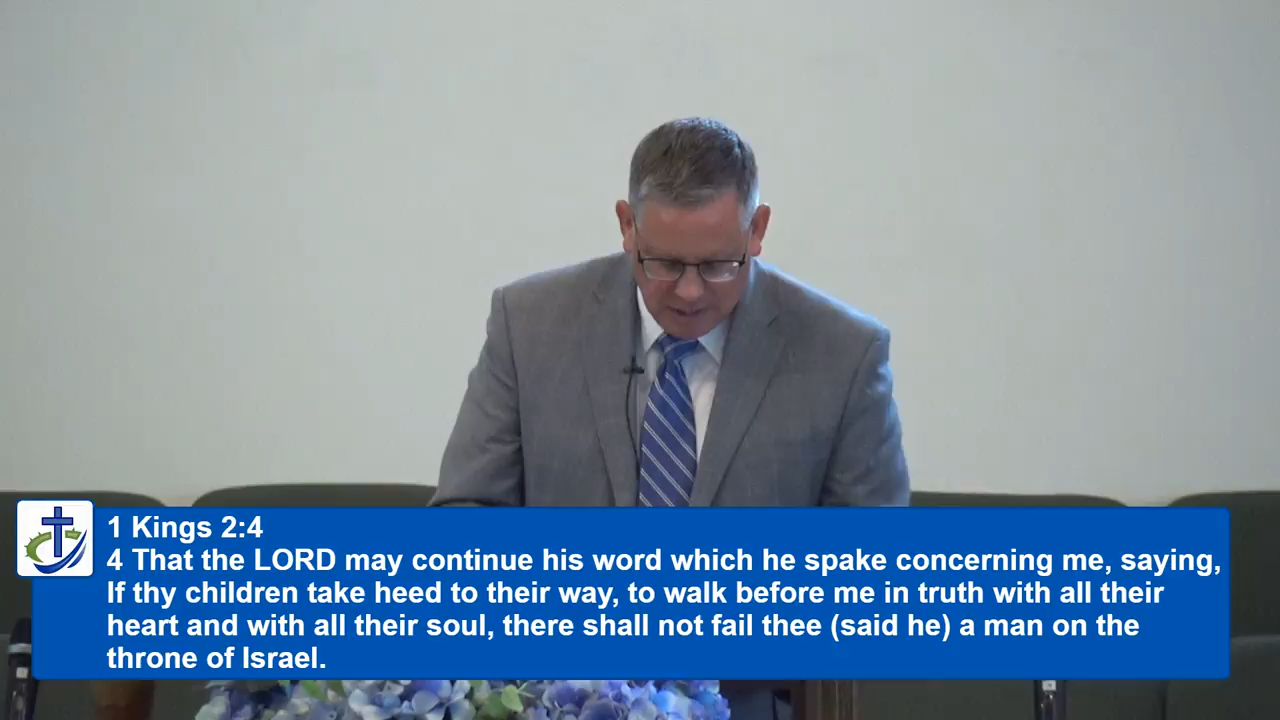 1 Kings 2:4
4 That the LORD may continue his word which he spake concerning me, saying,
If thy children take heed to their way, to walk before me in truth with all their
heart and with all their soul, there shall not fail thee (said he) a man on the
throne of Israel.